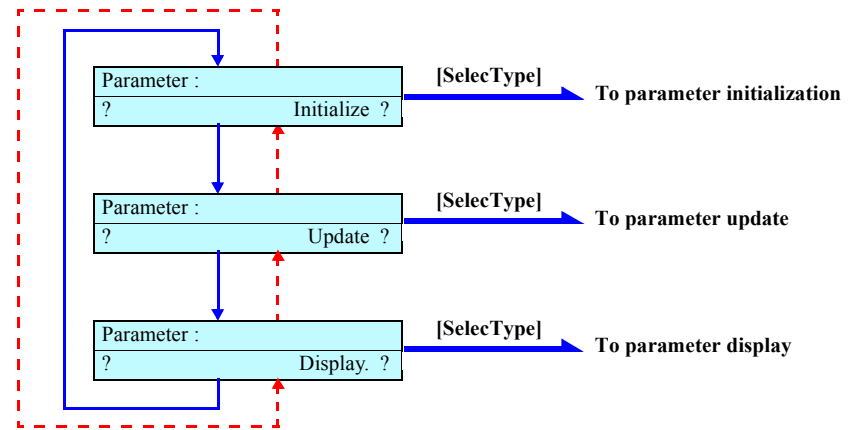 Parameter :
? Initialize ?
[SelecType]
To parameter initialization
Parameter :
? Update ?
[SelecType]
To parameter update
Parameter :
? Display. ?
[SelecType]
To parameter display